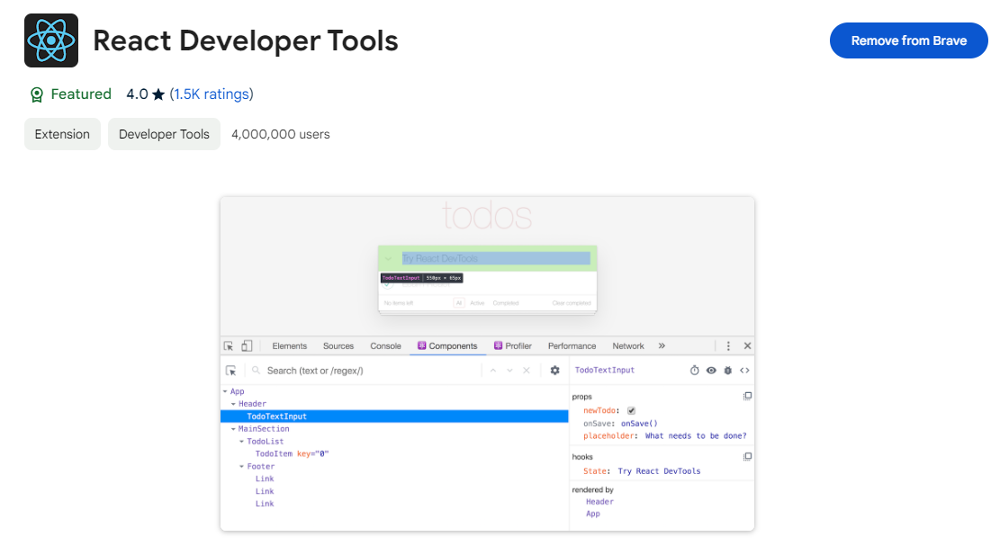 React Developer Tools
Remove from Brave
Featured 4.0 ★ (1.5K ratings)
Extension Developer Tools 4,000,000 users
todos
Try React DevTools
TodoTextInput | 550px × 65px
No items left All Active Completed Clear completed
Elements Sources Console Components Profiler Performance Network »
Search (text or /regex/)
TodoTextInput
App
Header
TodoTextInput
MainSection
TodoList
TodoItem key="0"
Footer
Link
Link
Link
props
newTodo: ✓
onSave: onSave()
placeholder: What needs to be done?
hooks
State: Try React DevTools
rendered by
Header
App